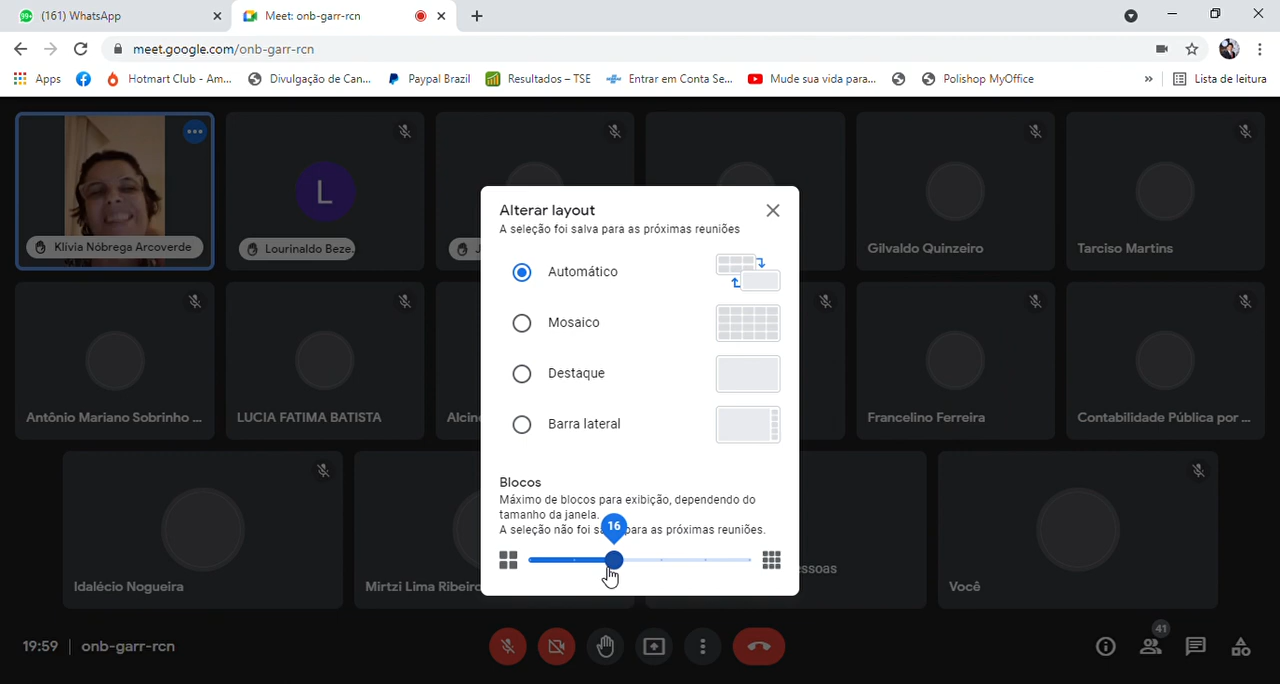 99+ (161) WhatsApp
Meet: onb-garr-rcn
meet.google.com/onb-garr-rcn
Apps
Hotmart Club - Am...
Divulgação de Can...
Paypal Brazil
Resultados – TSE
Entrar em Conta Se...
Mude sua vida para...
Polishop MyOffice
»
Lista de leitura
Klívia Nóbrega Arcoverde
L
Lourinaldo Beze.
J
Gilvaldo Quinzeiro
Tarciso Martins
Alterar layout
A seleção foi salva para as próximas reuniões
Automático
Mosaico
Destaque
Barra lateral
Antônio Mariano Sobrinho ...
LUCIA FATIMA BATISTA
Alcine
Francelino Ferreira
Contabilidade Pública por ...
Blocos
Máximo de blocos para exibição, dependendo do
tamanho da janela.
A seleção não foi sa para as próximas reuniões.
16
Idalécio Nogueira
Mirtzi Lima Ribeiro
ssoas
Você
19:59 | onb-garr-rcn
41